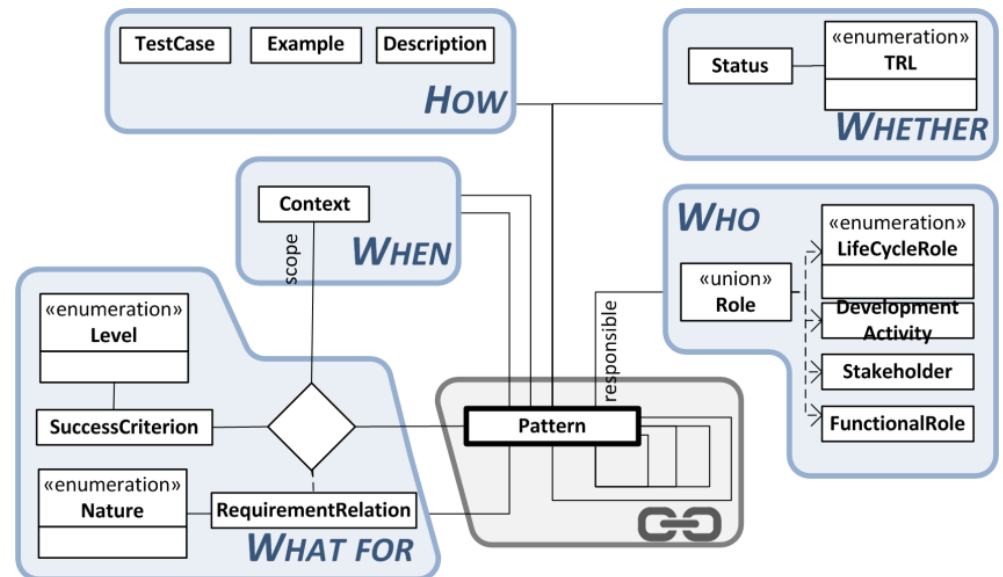 TestCase
Example
Description
HOW
Status
«enumeration»
TRL
WHETHER
Context
WHEN
scope
WHO
«enumeration»
LifeCycleRole
«union»
Role
Development
Activity
Stakeholder
FunctionalRole
responsible
«enumeration»
Level
SuccessCriterion
Pattern
«enumeration»
Nature
RequirementRelation
WHAT FOR